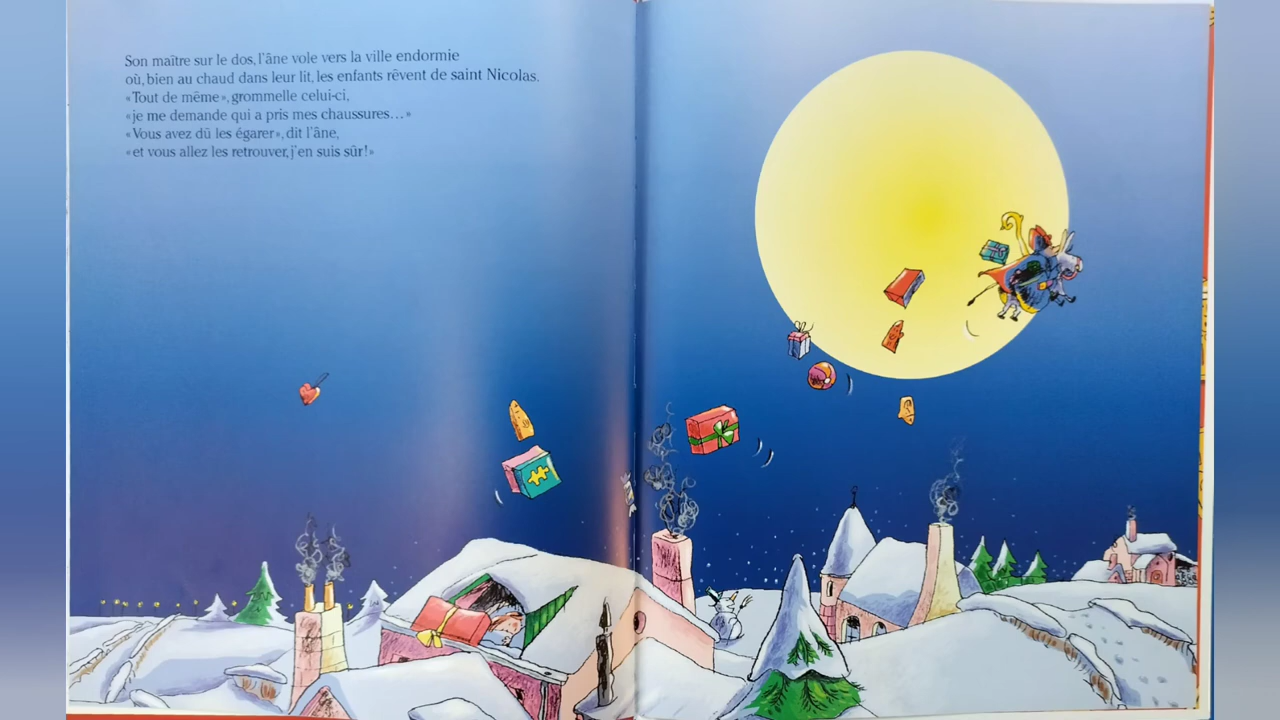 Son maître sur le dos, l'âne vole vers la ville endormie
où, bien au chaud dans leur lit, les enfants rêvent de saint Nicolas.
«Tout de même», grommelle celui-ci,
«je me demande qui a pris mes chaussures...»
«Vous avez dû les égarer», dit l'âne,
«et vous allez les retrouver, j'en suis sûr!»